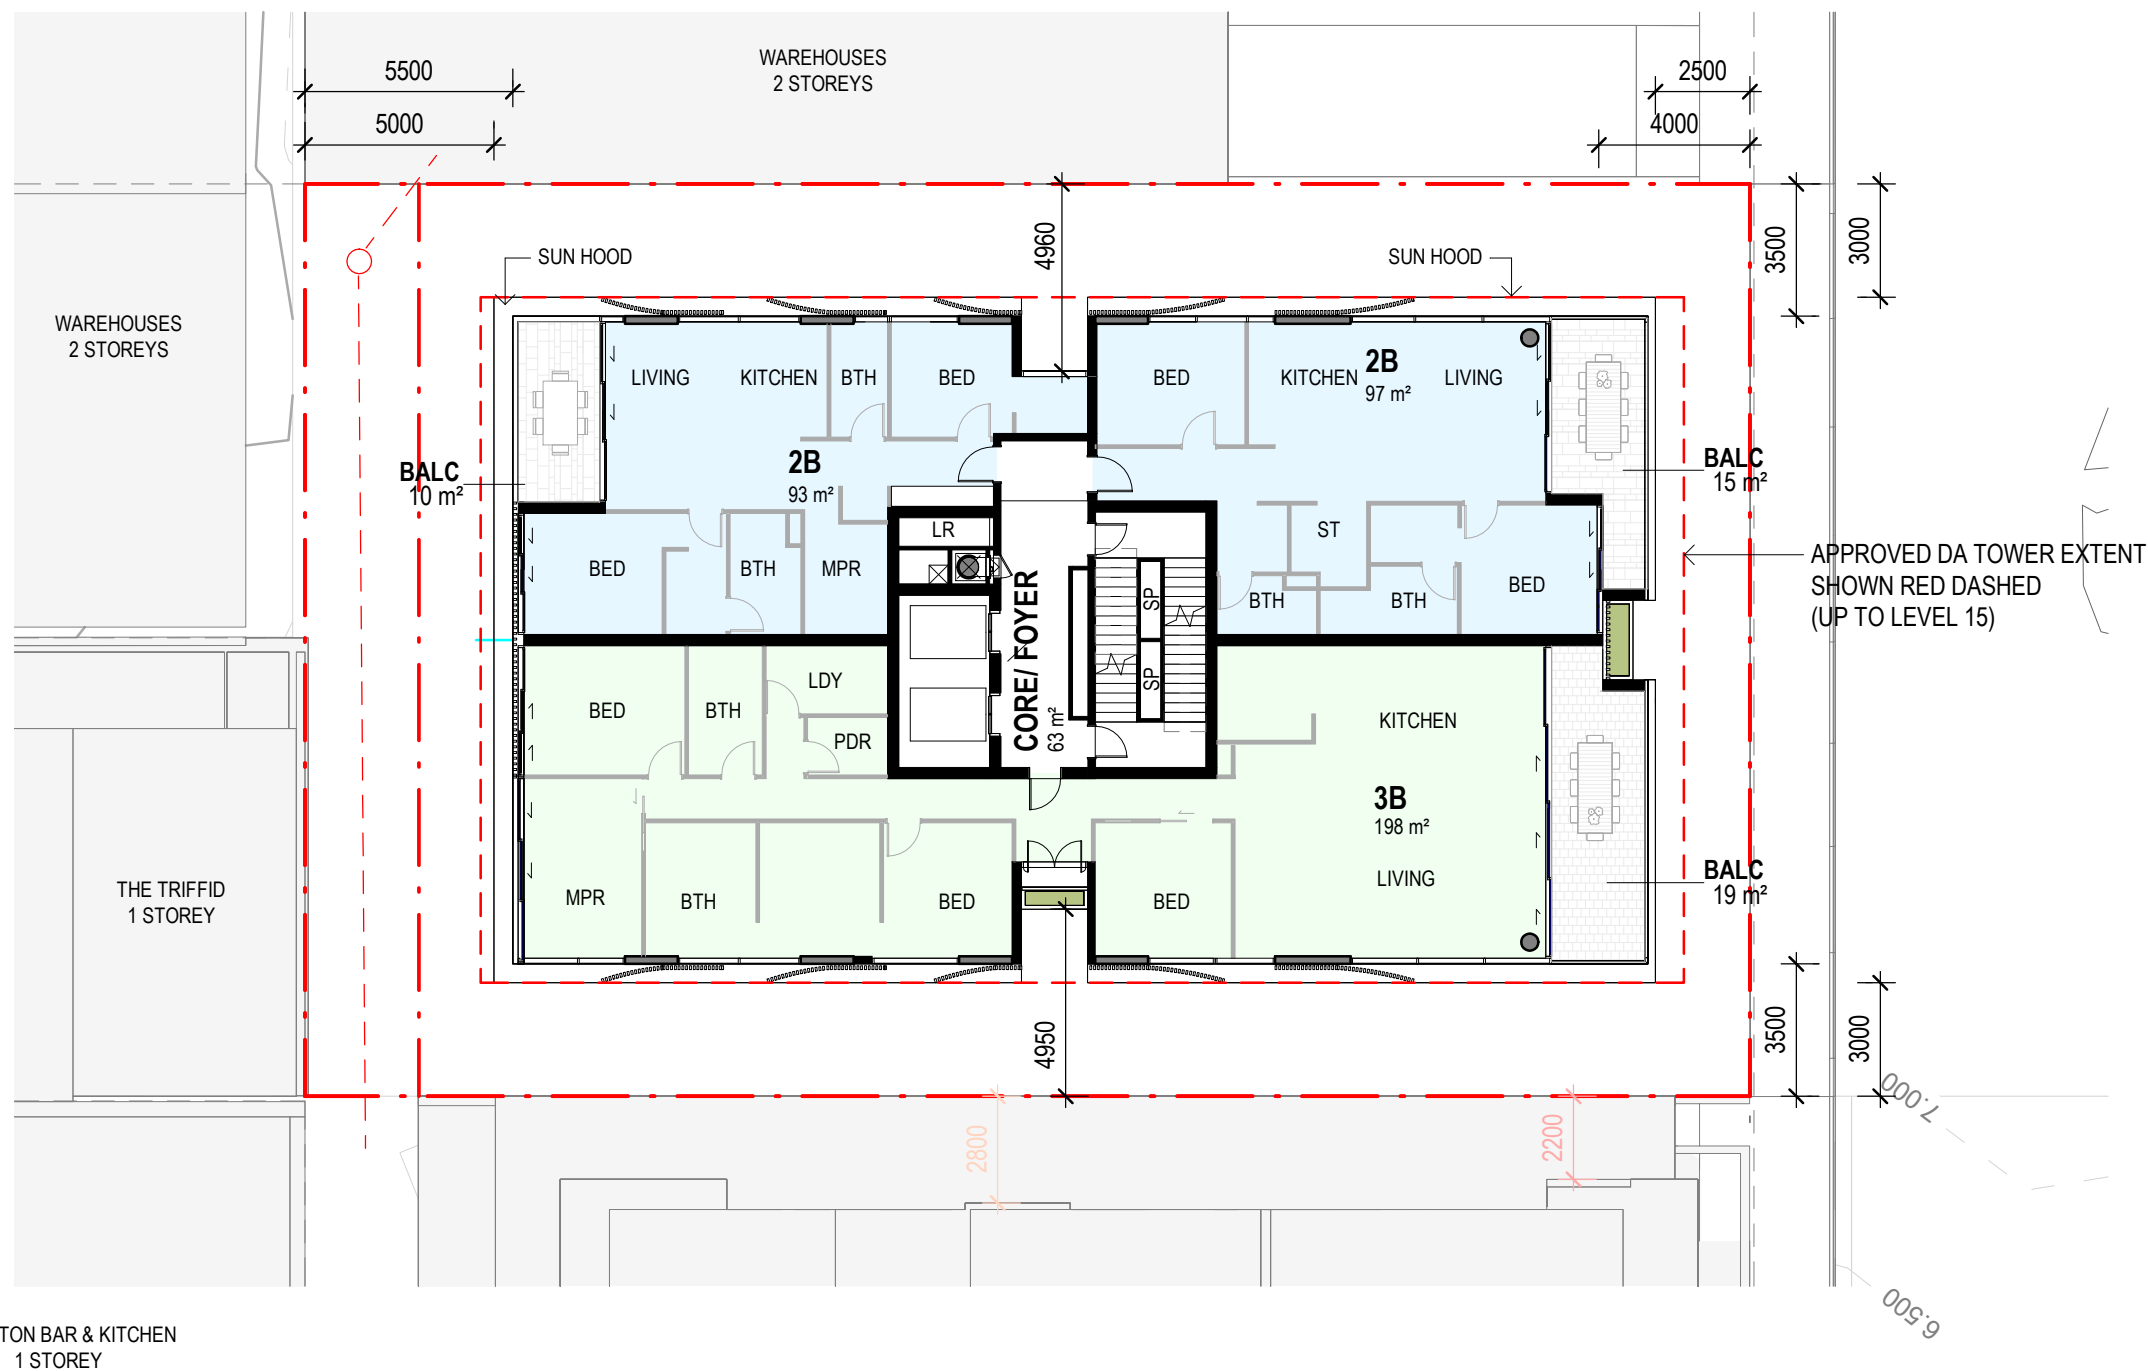 WAREHOUSES
2 STOREYS
5500
2500
5000
4000
4960
3500
3000
SUN HOOD
SUN HOOD
WAREHOUSES
2 STOREYS
LIVING
KITCHEN
BTH
BED
BED
KITCHEN
2B
97 m²
LIVING
BALC
10 m²
2B
93 m²
BALC
15 m²
LR
ST
BED
BTH
MPR
BTH
BTH
BED
SP
SP
APPROVED DA TOWER EXTENT
SHOWN RED DASHED
(UP TO LEVEL 15)
CORE/ FOYER
63 m²
BED
BTH
LDY
PDR
KITCHEN
3B
198 m²
LIVING
THE TRIFFID
1 STOREY
MPR
BTH
BED
BED
BALC
19 m²
4950
3500
3000
2800
2200
7.000
6.500
TON BAR & KITCHEN
1 STOREY